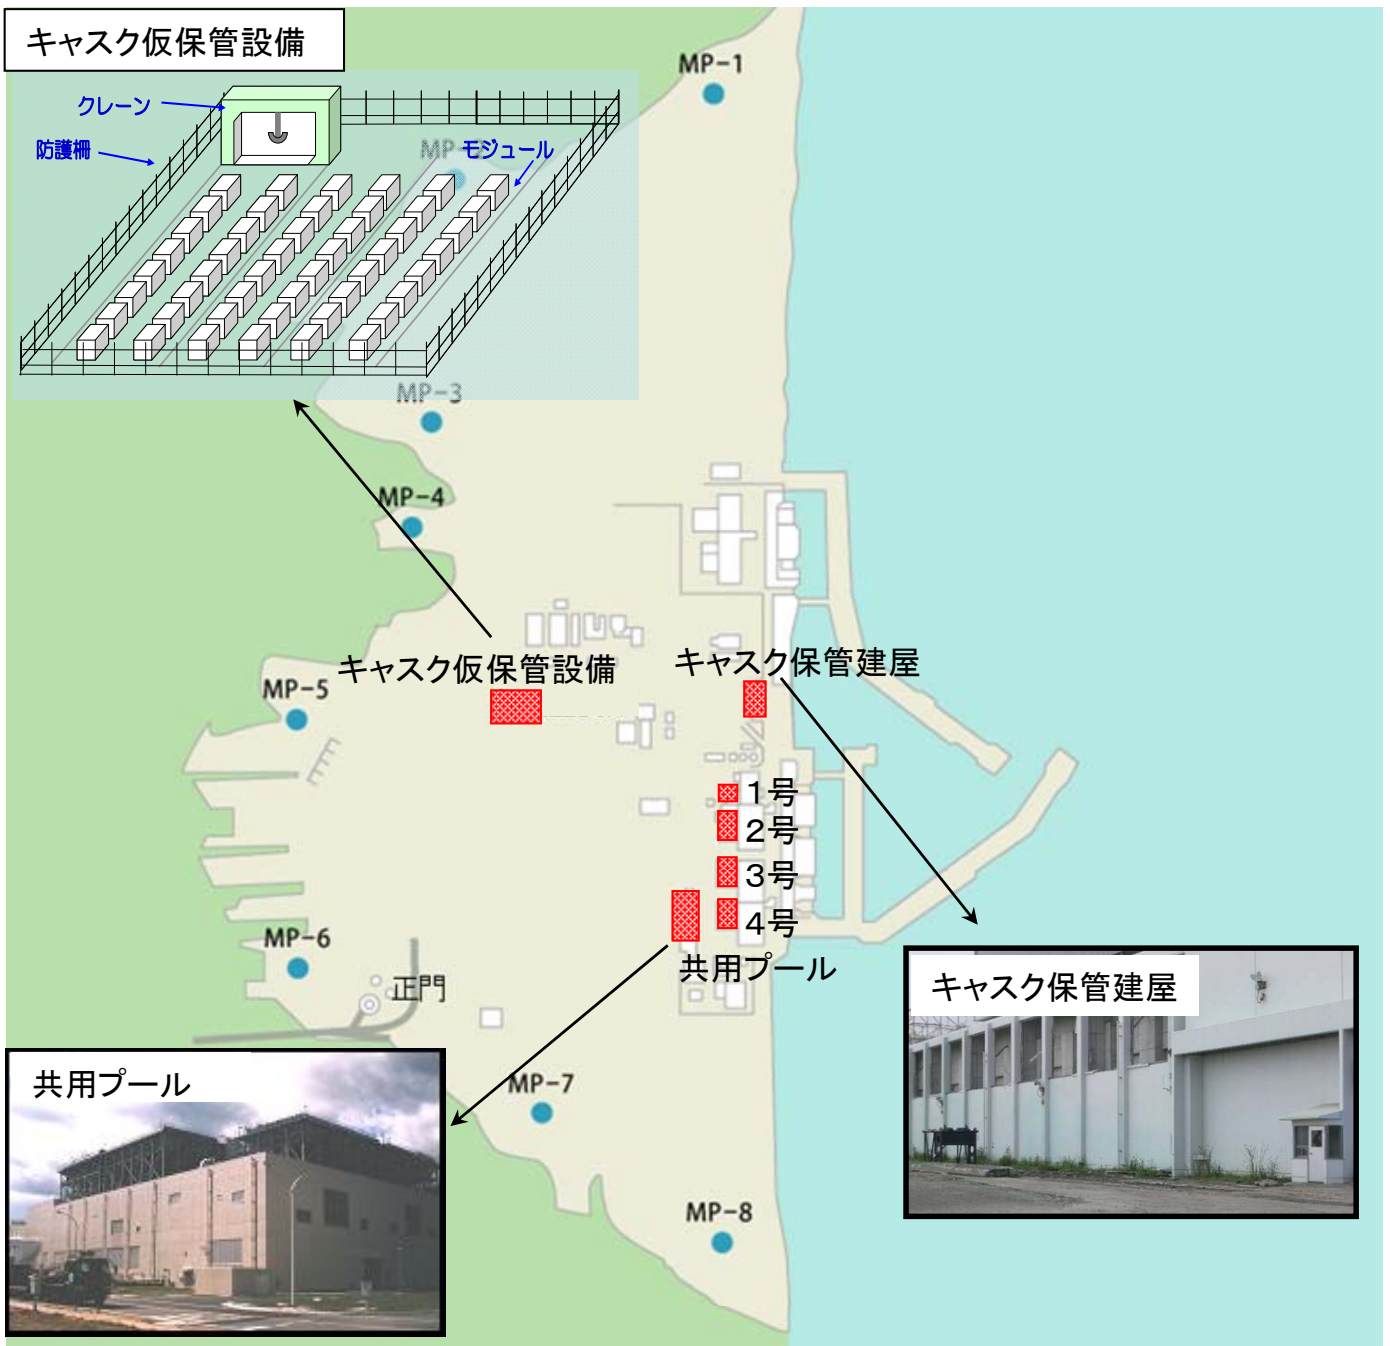 キャスク仮保管設備
MP-1
クレーン
防護柵
MP-2
モジュール
MP-3
MP-4
キャスク仮保管設備
キャスク保管建屋
MP-5
1号
2号
3号
4号
MP-6
正門
共用プール
キャスク保管建屋
共用プール
MP-7
MP-8